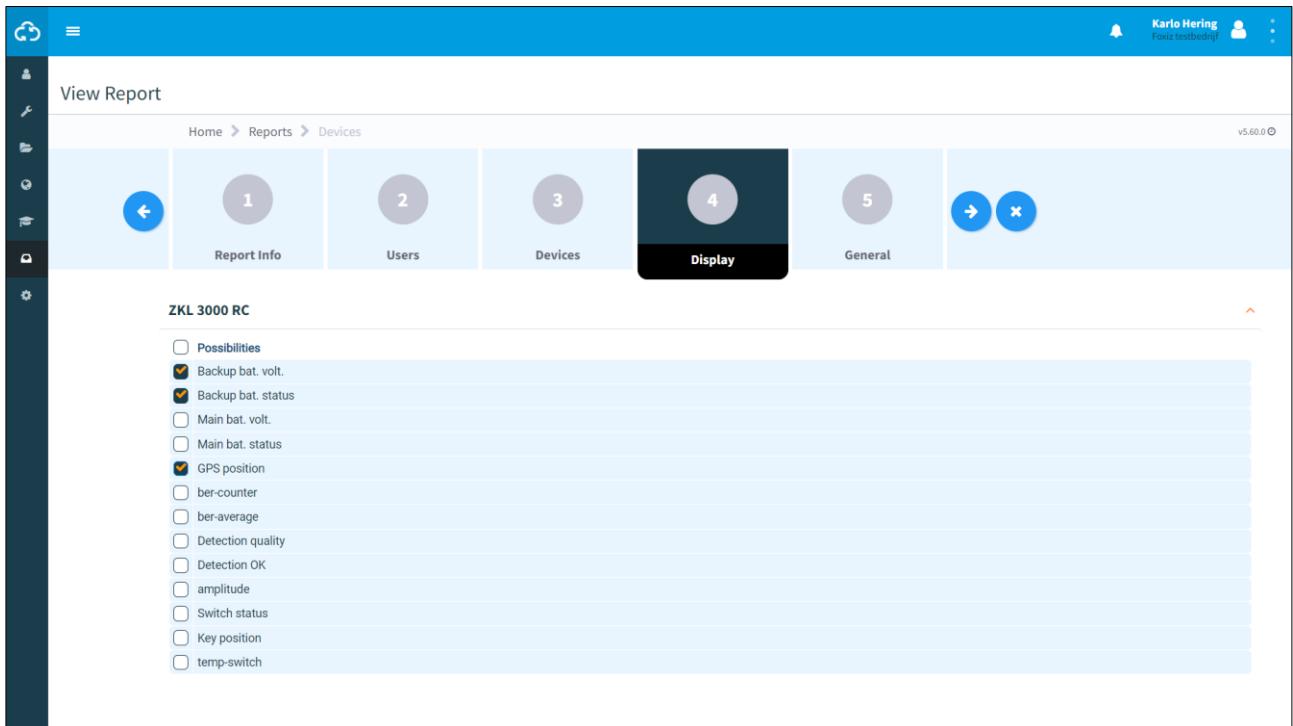 Karlo Hering
Foxiz testbedrijf
View Report
Home Reports Devices
v5.60.0
1 2 3 4 5
Report Info Users Devices Display General
ZKL 3000 RC
Possibilities
Backup bat. volt.
Backup bat. status
Main bat. volt.
Main bat. status
GPS position
ber-counter
ber-average
Detection quality
Detection OK
amplitude
Switch status
Key position
temp-switch